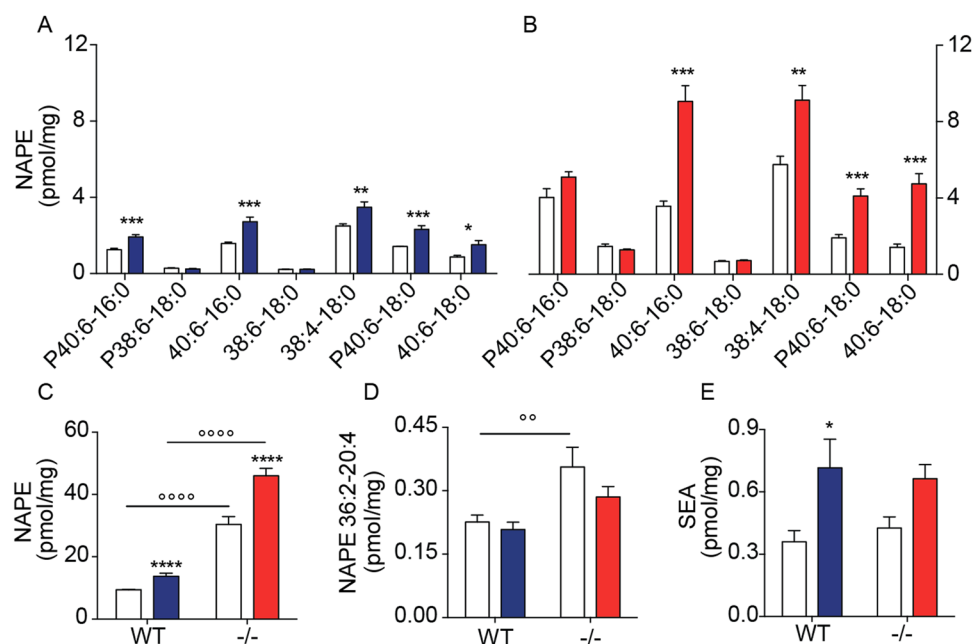 A
B
NAPE
(pmol/mg)
12
8
4
0
***
***
**
***
*
P40:6-16:0
P38:6-18:0
40:6-16:0
38:6-18:0
38:4-18:0
P40:6-18:0
40:6-18:0
***
**
***
***
12
8
4
0
P40:6-16:0
P38:6-18:0
40:6-16:0
38:6-18:0
38:4-18:0
P40:6-18:0
40:6-18:0
C
NAPE
(pmol/mg)
60
40
20
0
°°°°
°°°°
****
****
WT
-/-
D
NAPE 36:2-20:4
(pmol/mg)
0.45
0.30
0.15
0.00
°°
WT
-/-
E
SEA
(pmol/mg)
0.9
0.6
0.3
0.0
*
WT
-/-